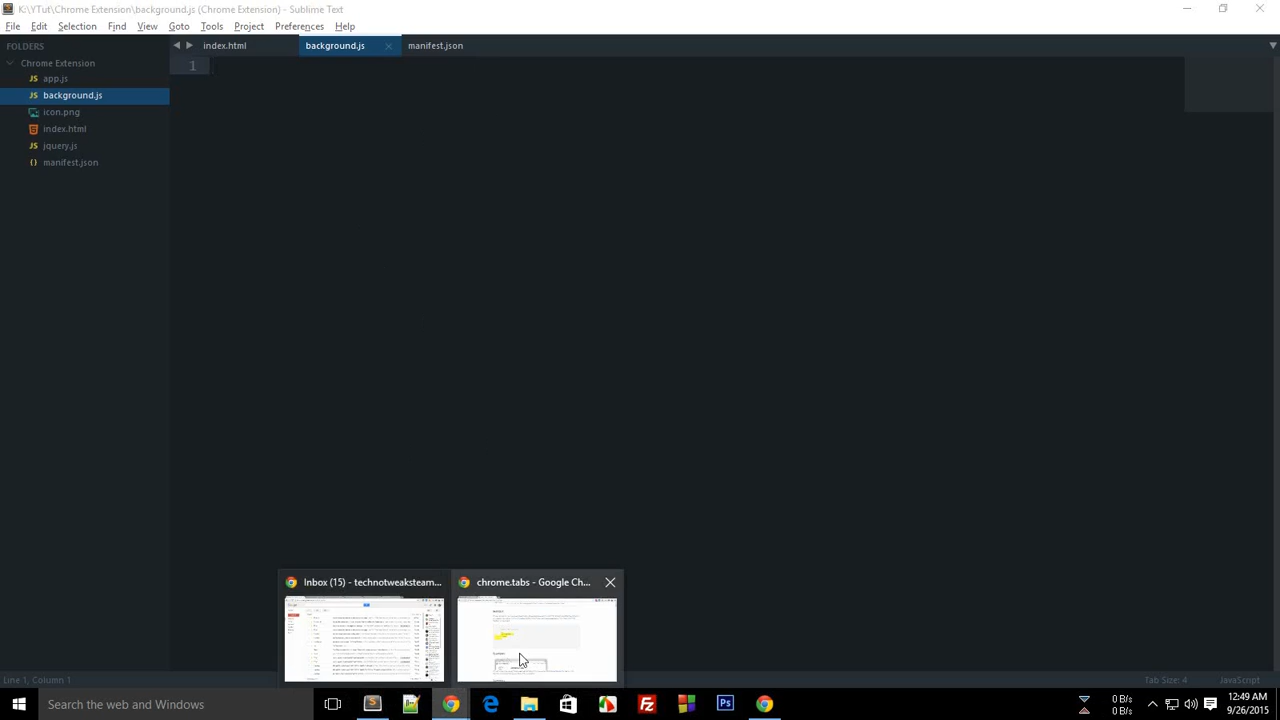 K:\YTut\Chrome Extension\background.js (Chrome Extension) - Sublime Text
File Edit Selection Find View Goto Tools Project Preferences Help
FOLDERS
Chrome Extension
app.js
background.js
icon.png
index.html
jquery.js
manifest.json
index.html background.js manifest.json
1
Inbox (15) - technotweaksteam... chrome.tabs - Google Ch...
Line 1, Column 1 Tab Size: 4 JavaScript
Search the web and Windows
Ps
0 B/s
0 B/s
12:49 AM
9/26/2015